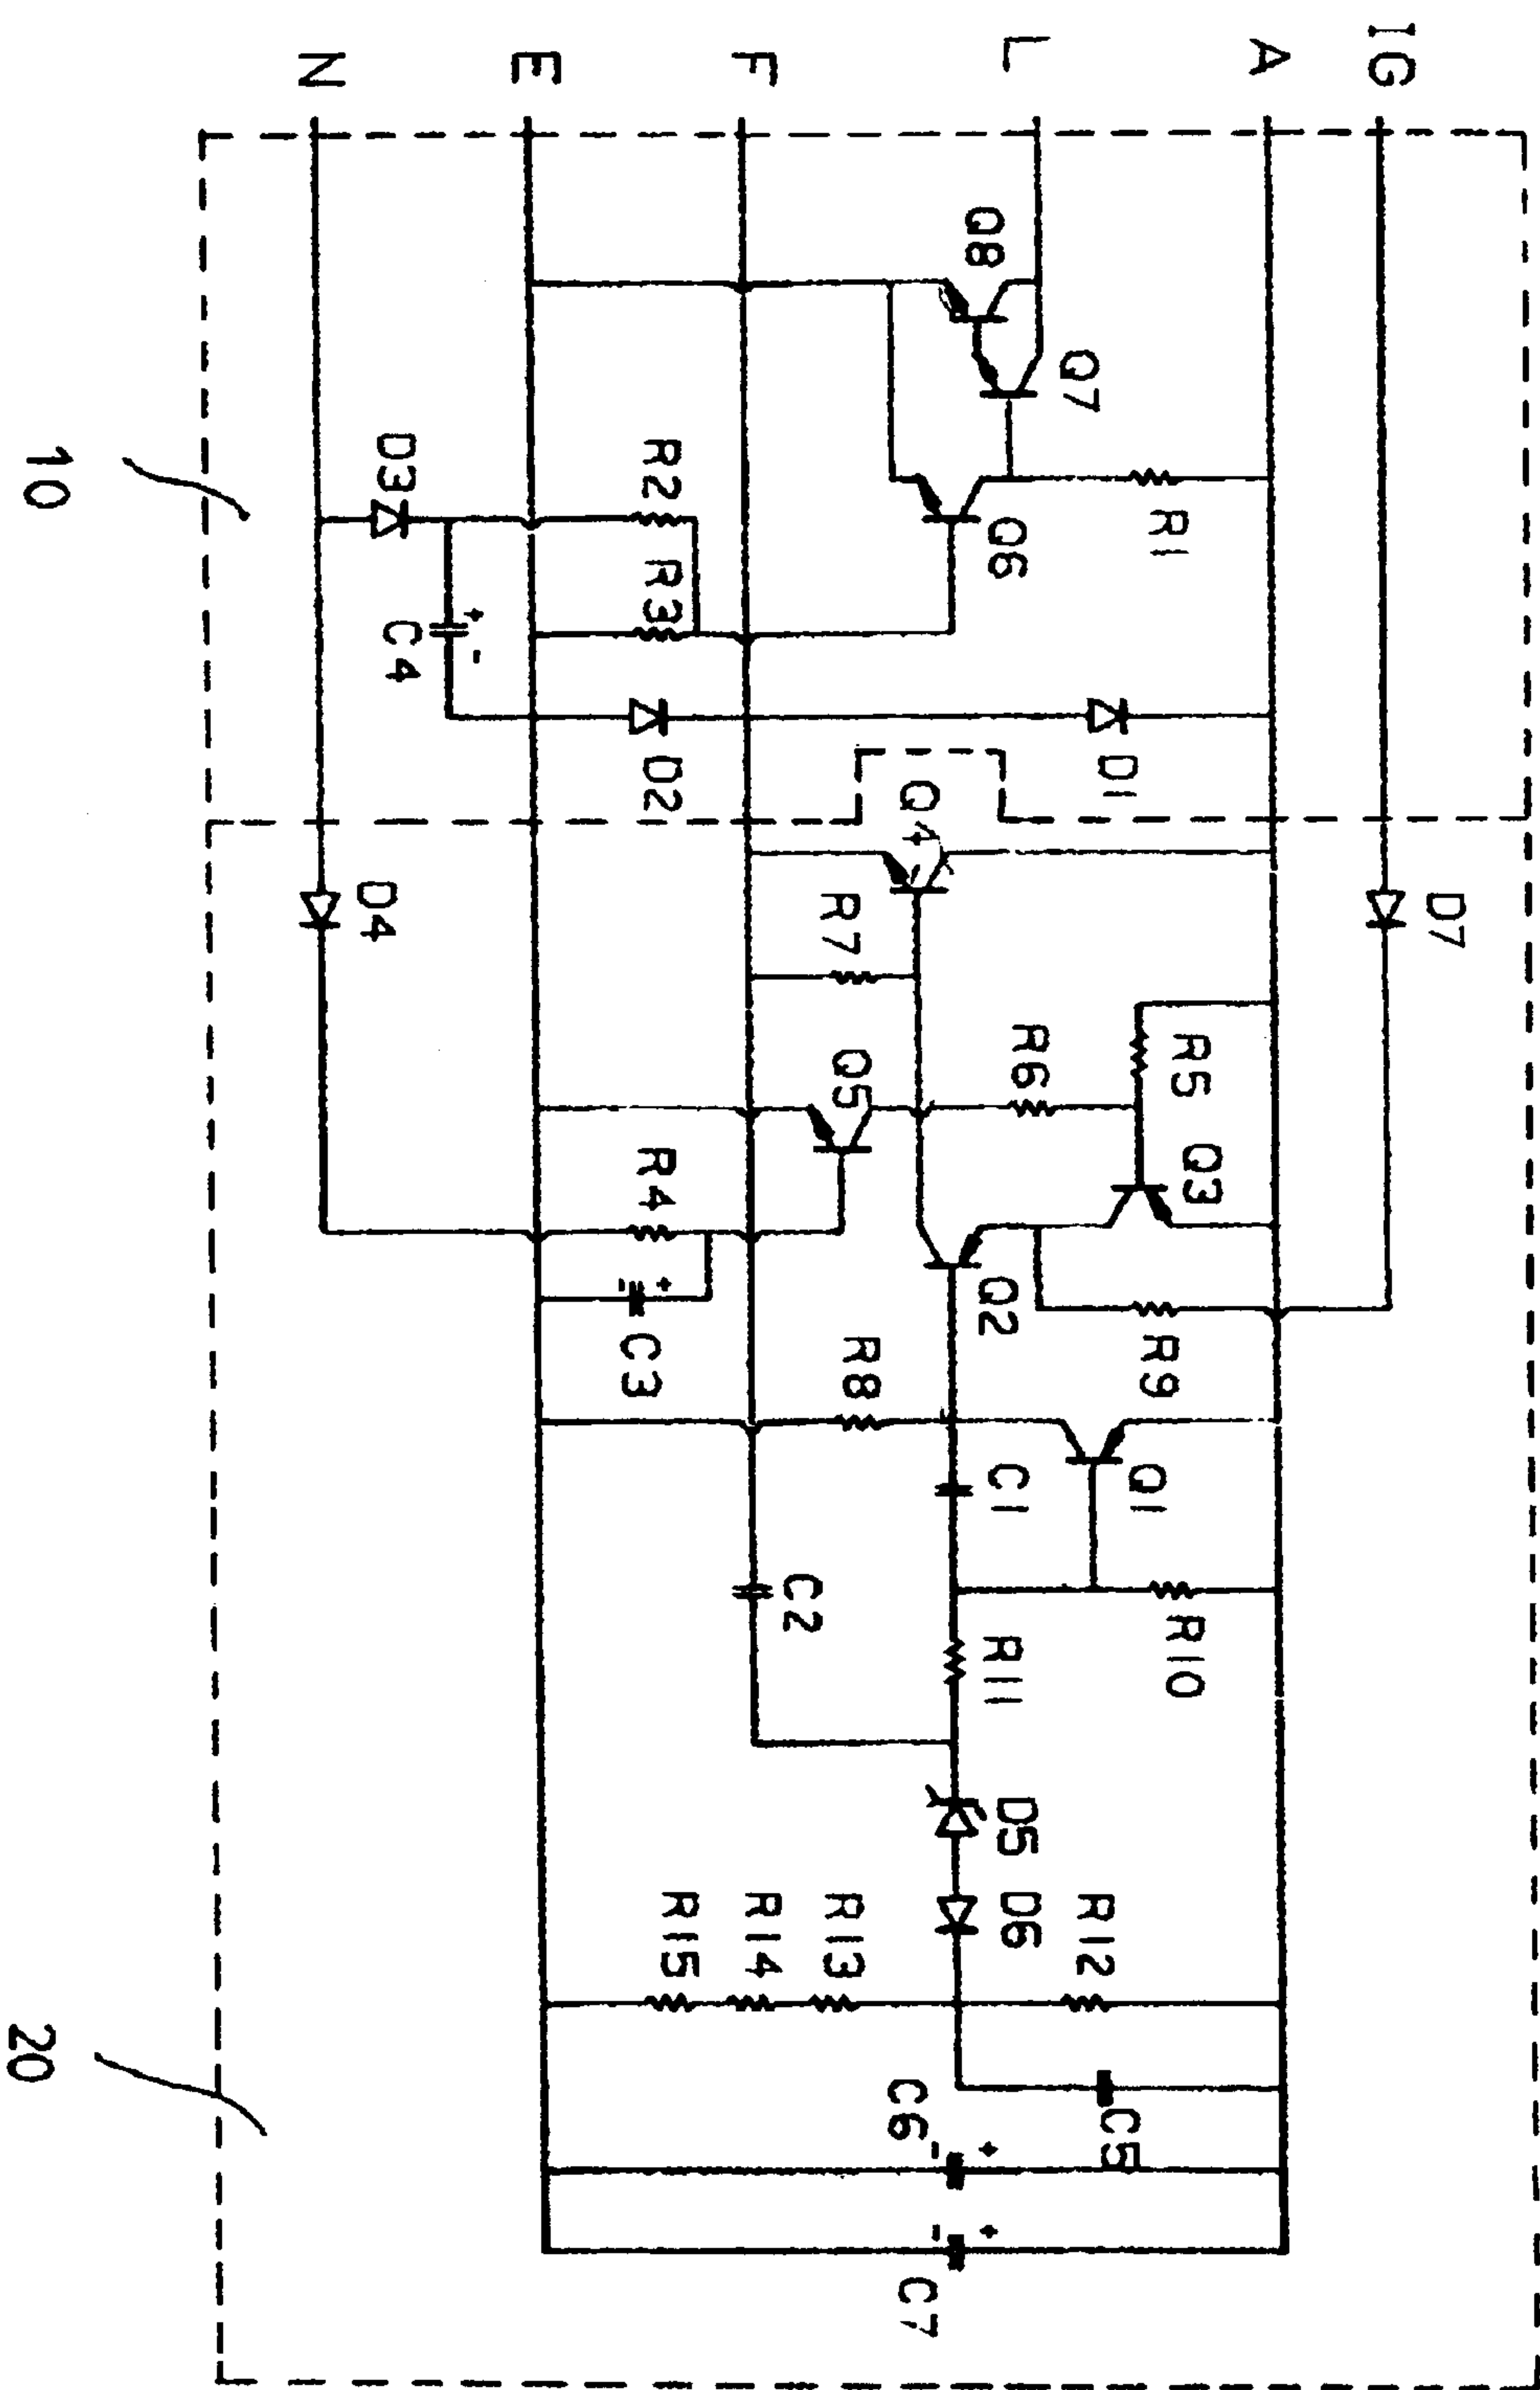 IG
D7
A
Q3
R5
R1
R9
Q1
R10
D1
C5
R12
Q7
L
R6
Q6
Q2
C1
R11
D5
D6
+
+
Q8
Q4
-
-
C6
C7
R7
Q5
R8
R13
F
C2
R14
R2
R3
D2
R4
+
-
C3
R15
E
+
-
D3
C4
D4
N
10
20